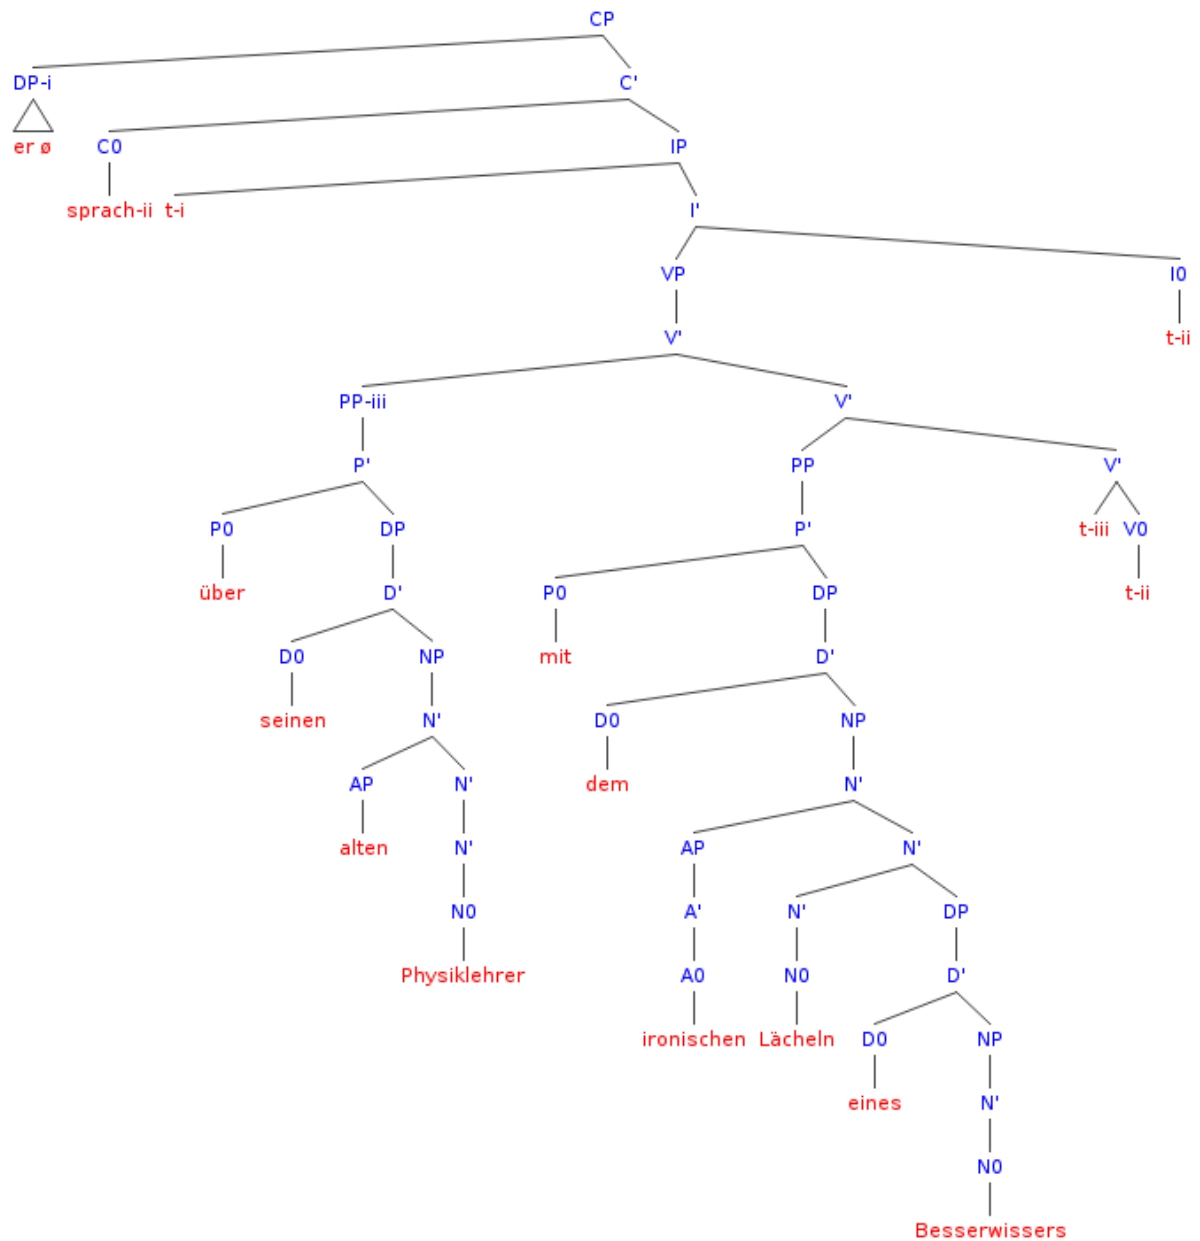 CP
DP-i C'
er ø C0 IP
sprach-ii t-i I'
VP I0
V' t-ii
PP-iii V'
P' PP V'
P0 DP P' t-iii V0
über D' P0 DP t-ii
D0 NP mit D'
seinen N' D0 NP
AP N' dem N'
alten N' AP N'
N0 A' N' DP
Physiklehrer A0 N0 D'
ironischen Lächeln D0 NP
eines N'
N0
Besserwissers